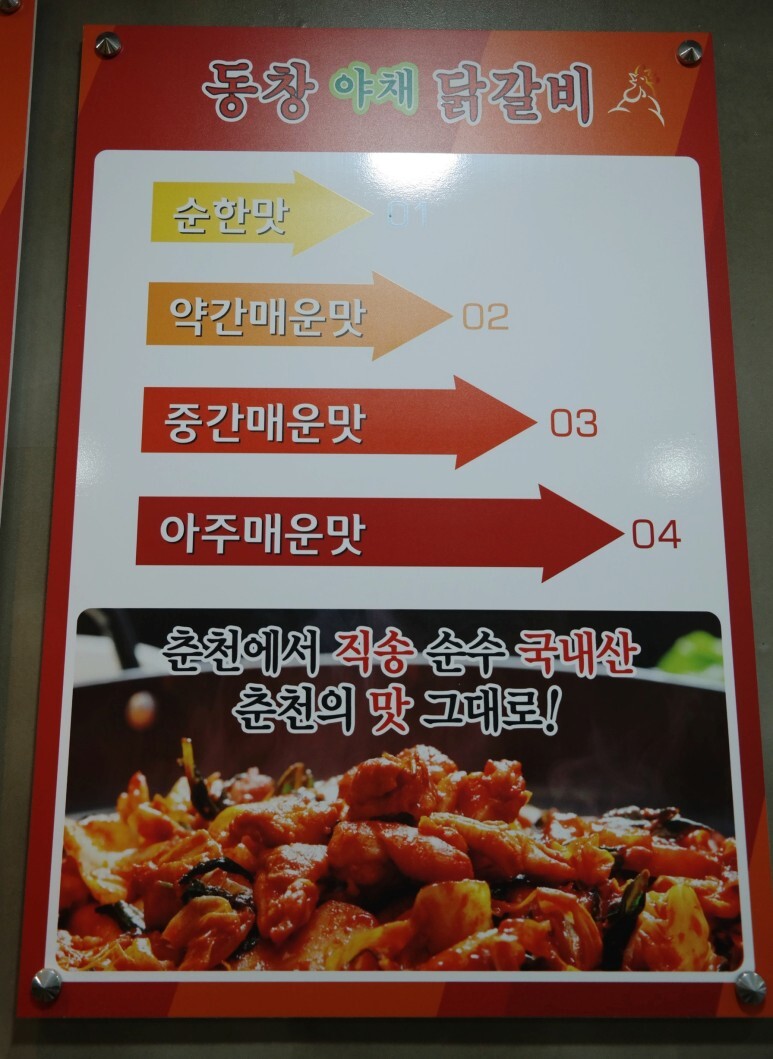 동창 야채 닭갈비
순한맛 01
약간매운맛 02
중간매운맛 03
아주매운맛 04
춘천에서 직송 순수 국내산
춘천의 맛 그대로!